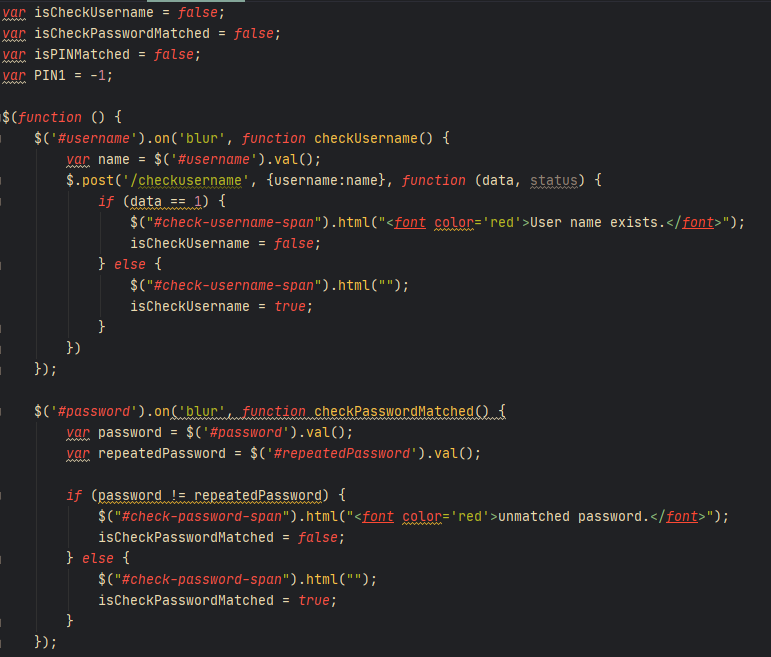 var isCheckUsername = false;
var isCheckPasswordMatched = false;
var isPINMatched = false;
var PIN1 = -1;

$(function () {
    $('#username').on('blur', function checkUsername() {
        var name = $('#username').val();
        $.post('/checkusername', {username:name}, function (data, status) {
            if (data == 1) {
                $("#check-username-span").html("<font color='red'>User name exists.</font>");
                isCheckUsername = false;
            } else {
                $("#check-username-span").html("");
                isCheckUsername = true;
            }
        })
    });

    $('#password').on('blur', function checkPasswordMatched() {
        var password = $('#password').val();
        var repeatedPassword = $('#repeatedPassword').val();

        if (password != repeatedPassword) {
            $("#check-password-span").html("<font color='red'>unmatched password.</font>");
            isCheckPasswordMatched = false;
        } else {
            $("#check-password-span").html("");
            isCheckPasswordMatched = true;
        }
    });